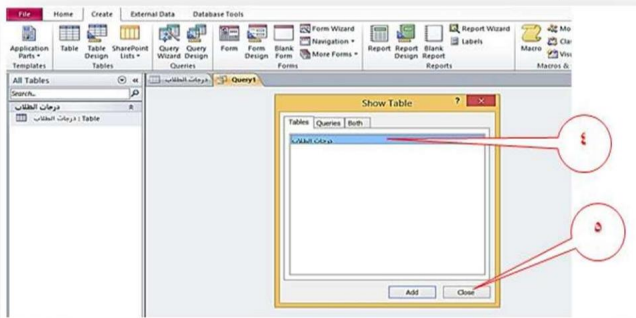 File Home Create External Data Database Tools
Application Parts Table Table Design SharePoint Lists Query Wizard Query Design Form Form Design Blank Form Form Wizard Navigation More Forms Report Report Design Blank Report Report Wizard Labels Macro Mo Clas Visu
Templates Tables Queries Forms Reports Macros &
All Tables درجات الطلاب Query1
Search..
درجات الطلاب
درجات الطلاب : Table
Show Table ?
Tables Queries Both
درجات الطلاب
٤
٥
Add Close